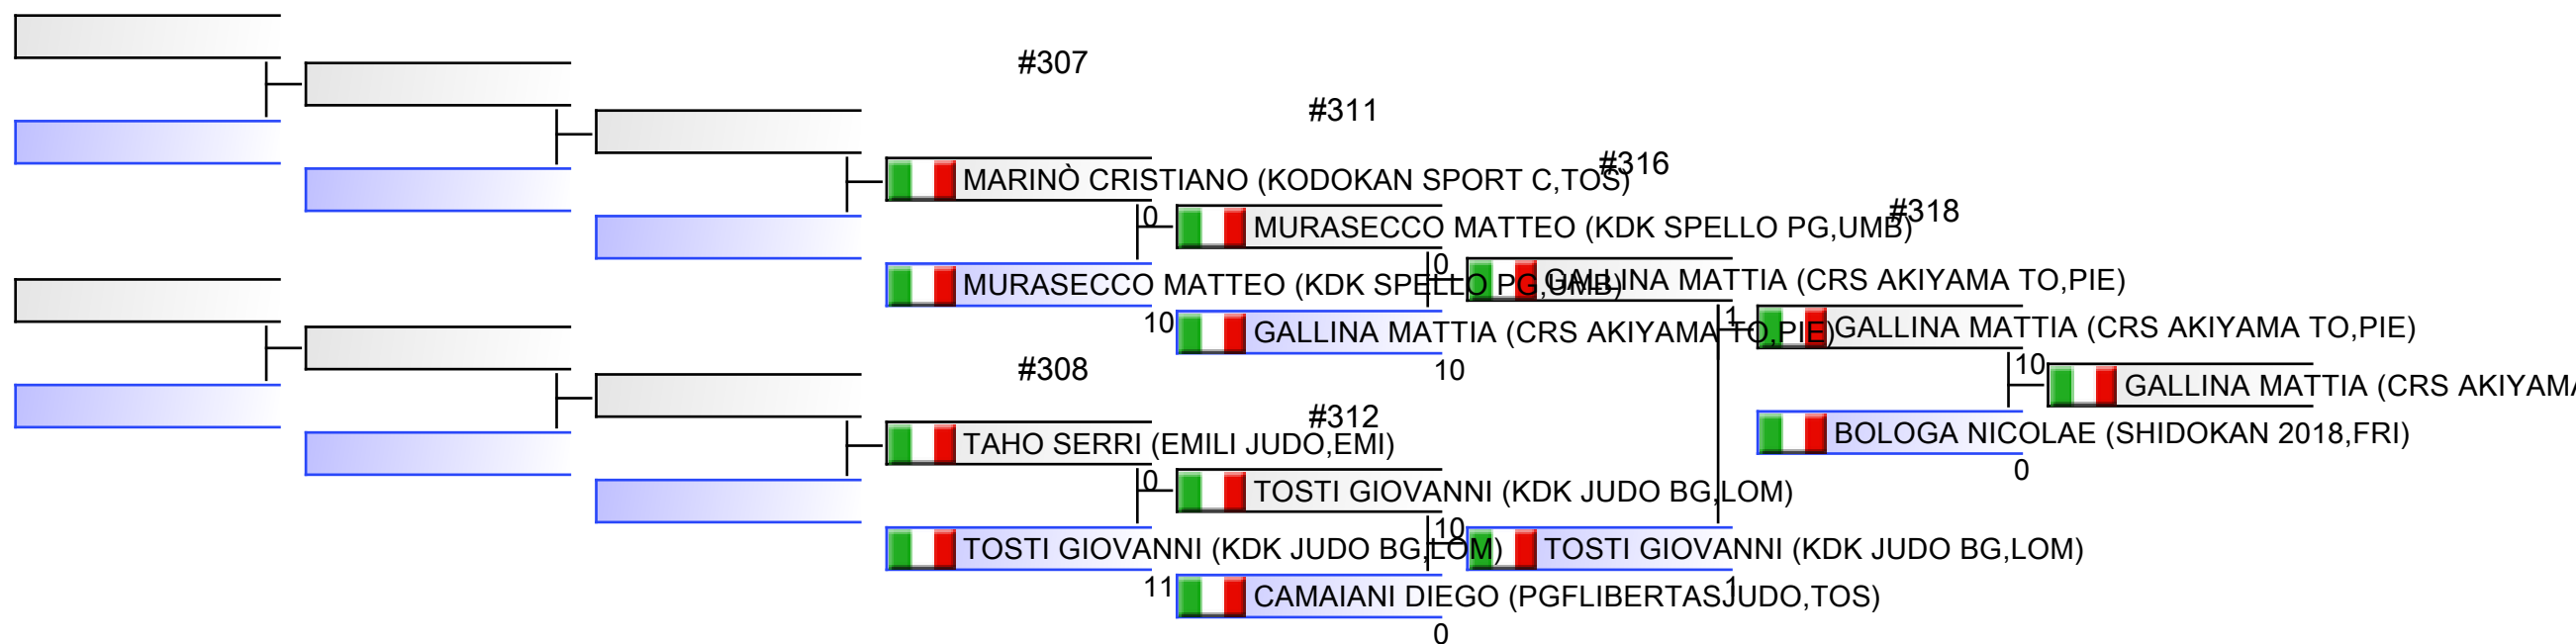 #307
#311
#316
MARINÒ CRISTIANO (KODOKAN SPORT C,TOS)
0
#318
MURASECCO MATTEO (KDK SPELLO PG,UMB)
0
MURASECCO MATTEO (KDK SPELLO PG,UMB)
10
GALLINA MATTIA (CRS AKIYAMA TO,PIE)
1
GALLINA MATTIA (CRS AKIYAMA TO,PIE)
10
GALLINA MATTIA (CRS AKIYAMA TO,PIE)
10
#308
GALLINA MATTIA (CRS AKIYAMA
#312
BOLOGA NICOLAE (SHIDOKAN 2018,FRI)
0
TAHO SERRI (EMILI JUDO,EMI)
0
TOSTI GIOVANNI (KDK JUDO BG,LOM)
10
TOSTI GIOVANNI (KDK JUDO BG,LOM)
11
TOSTI GIOVANNI (KDK JUDO BG,LOM)
1
CAMAIANI DIEGO (PGFLIBERTASJUDO,TOS)
0